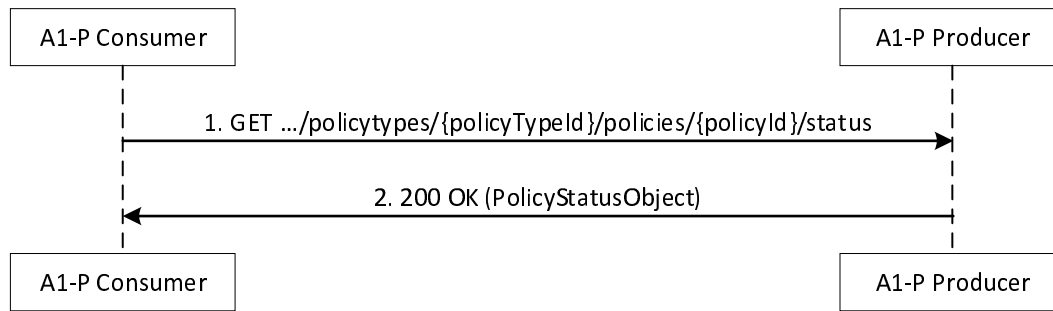 A1-P Consumer
A1-P Producer
1. GET .../policytypes/{policyTypeId}/policies/{policyId}/status
2. 200 OK (PolicyStatusObject)
A1-P Consumer
A1-P Producer